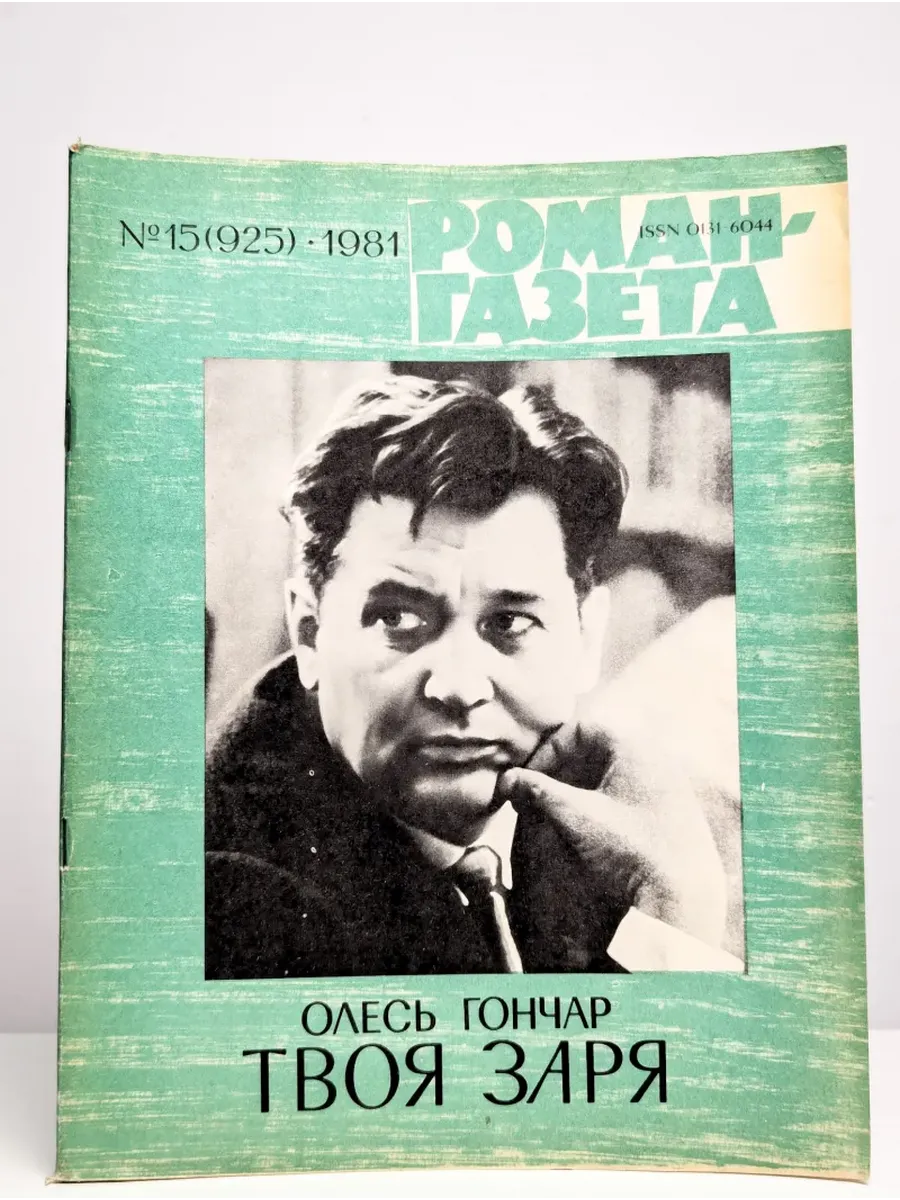 №15(925)·1981
РОМАН-
ISSN 0131-6044
ГАЗЕТА
ОЛЕСЬ ГОНЧАР
ТВОЯ ЗАРЯ